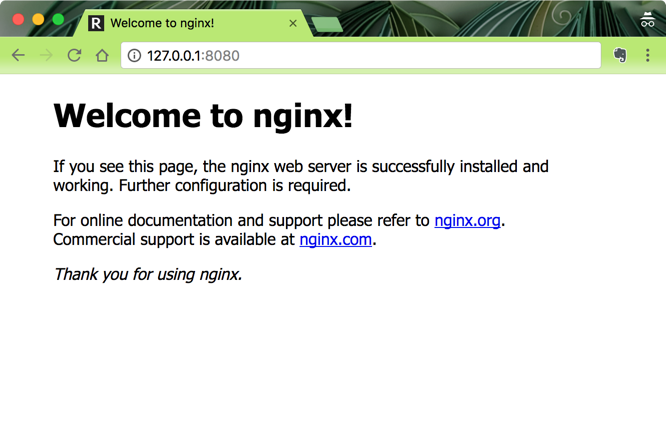 R Welcome to nginx!
127.0.0.1:8080
Welcome to nginx!
If you see this page, the nginx web server is successfully installed and
working. Further configuration is required.
For online documentation and support please refer to nginx.org.
Commercial support is available at nginx.com.
Thank you for using nginx.